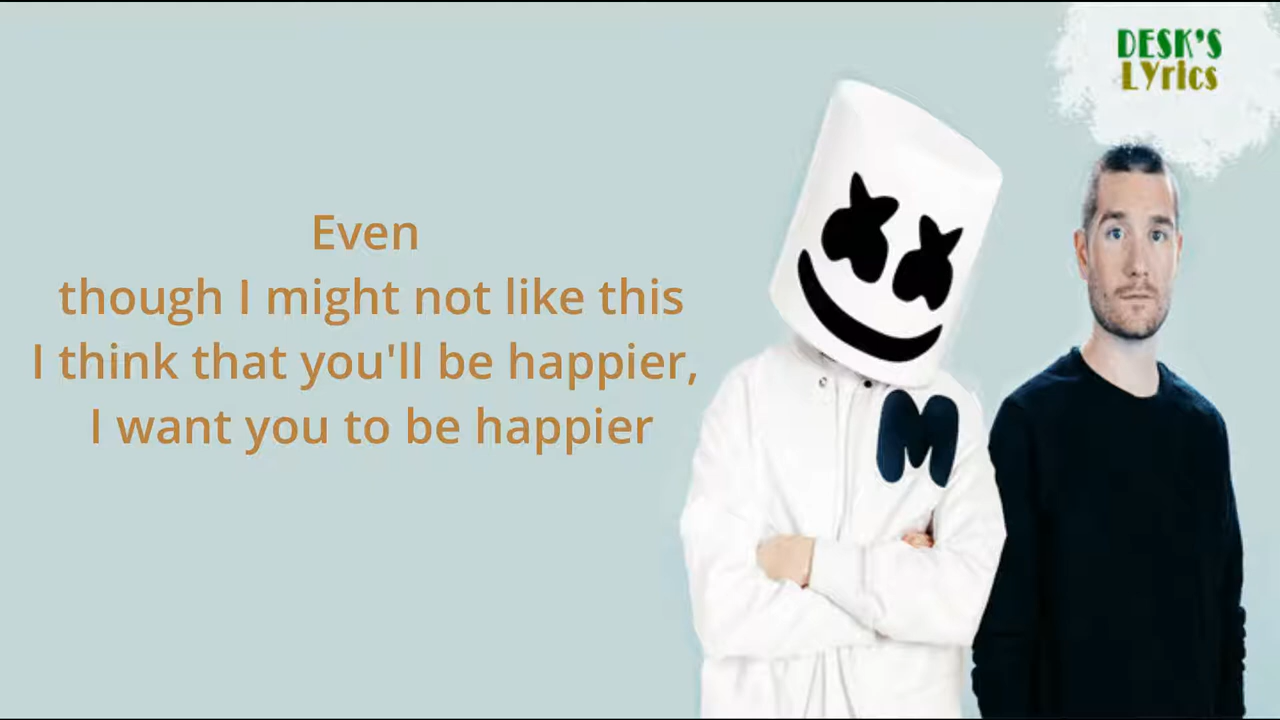 DESK'S
LYrics
Even
though I might not like this
I think that you'll be happier,
I want you to be happier
M